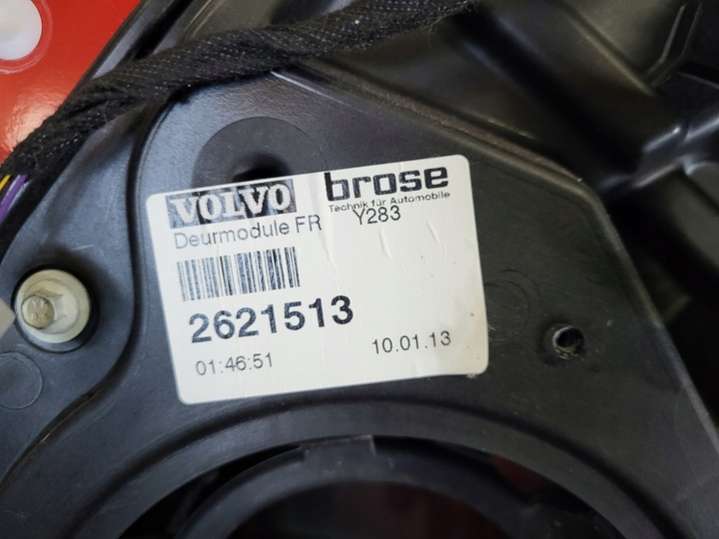 VOLVO brose
Technik für Automobile
Deurmodule FR Y283
2621513
01:46:51 10.01.13